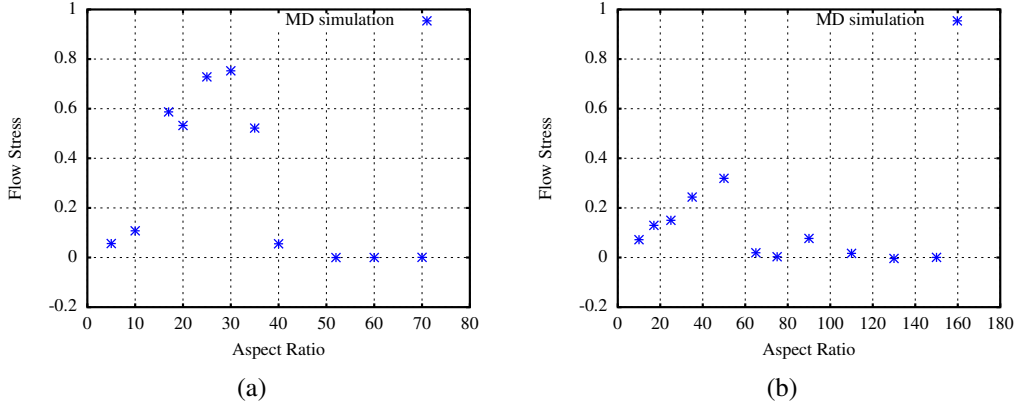 1
0.8
0.6
0.4
0.2
0
-0.2
0 10 20 30 40 50 60 70 80
Flow Stress
Aspect Ratio
MD simulation
(a)
1
0.8
0.6
0.4
0.2
0
-0.2
0 20 40 60 80 100 120 140 160 180
Flow Stress
Aspect Ratio
MD simulation
(b)